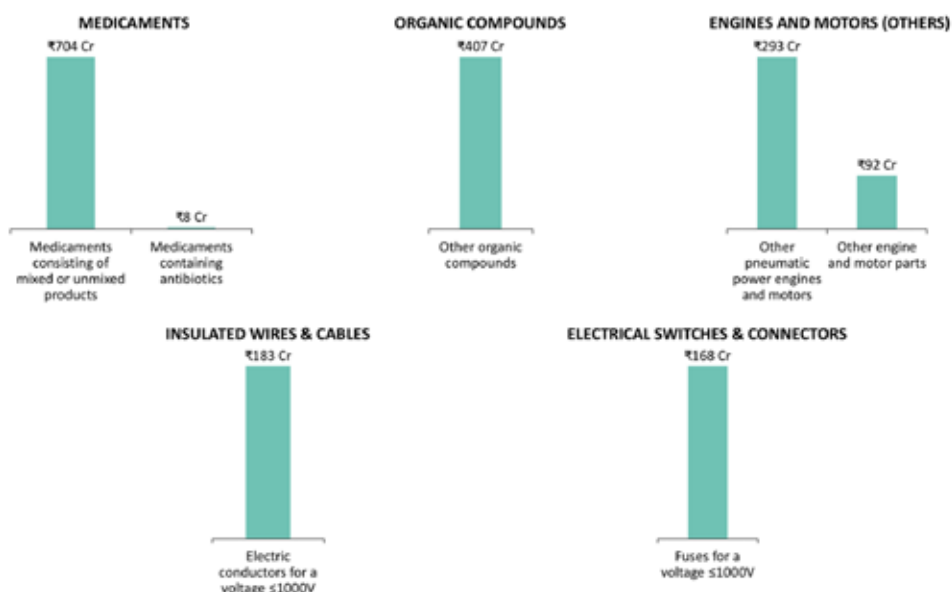 MEDICAMENTS
₹704 Cr
₹8 Cr
Medicaments
consisting of
mixed or unmixed
products
Medicaments
containing
antibiotics
ORGANIC COMPOUNDS
₹407 Cr
Other organic
compounds
ENGINES AND MOTORS (OTHERS)
₹293 Cr
₹92 Cr
Other
pneumatic
power engines
and motors
Other engine
and motor parts
INSULATED WIRES & CABLES
₹183 Cr
Electric
conductors for a
voltage ≤1000V
ELECTRICAL SWITCHES & CONNECTORS
₹168 Cr
Fuses for a
voltage ≤1000V